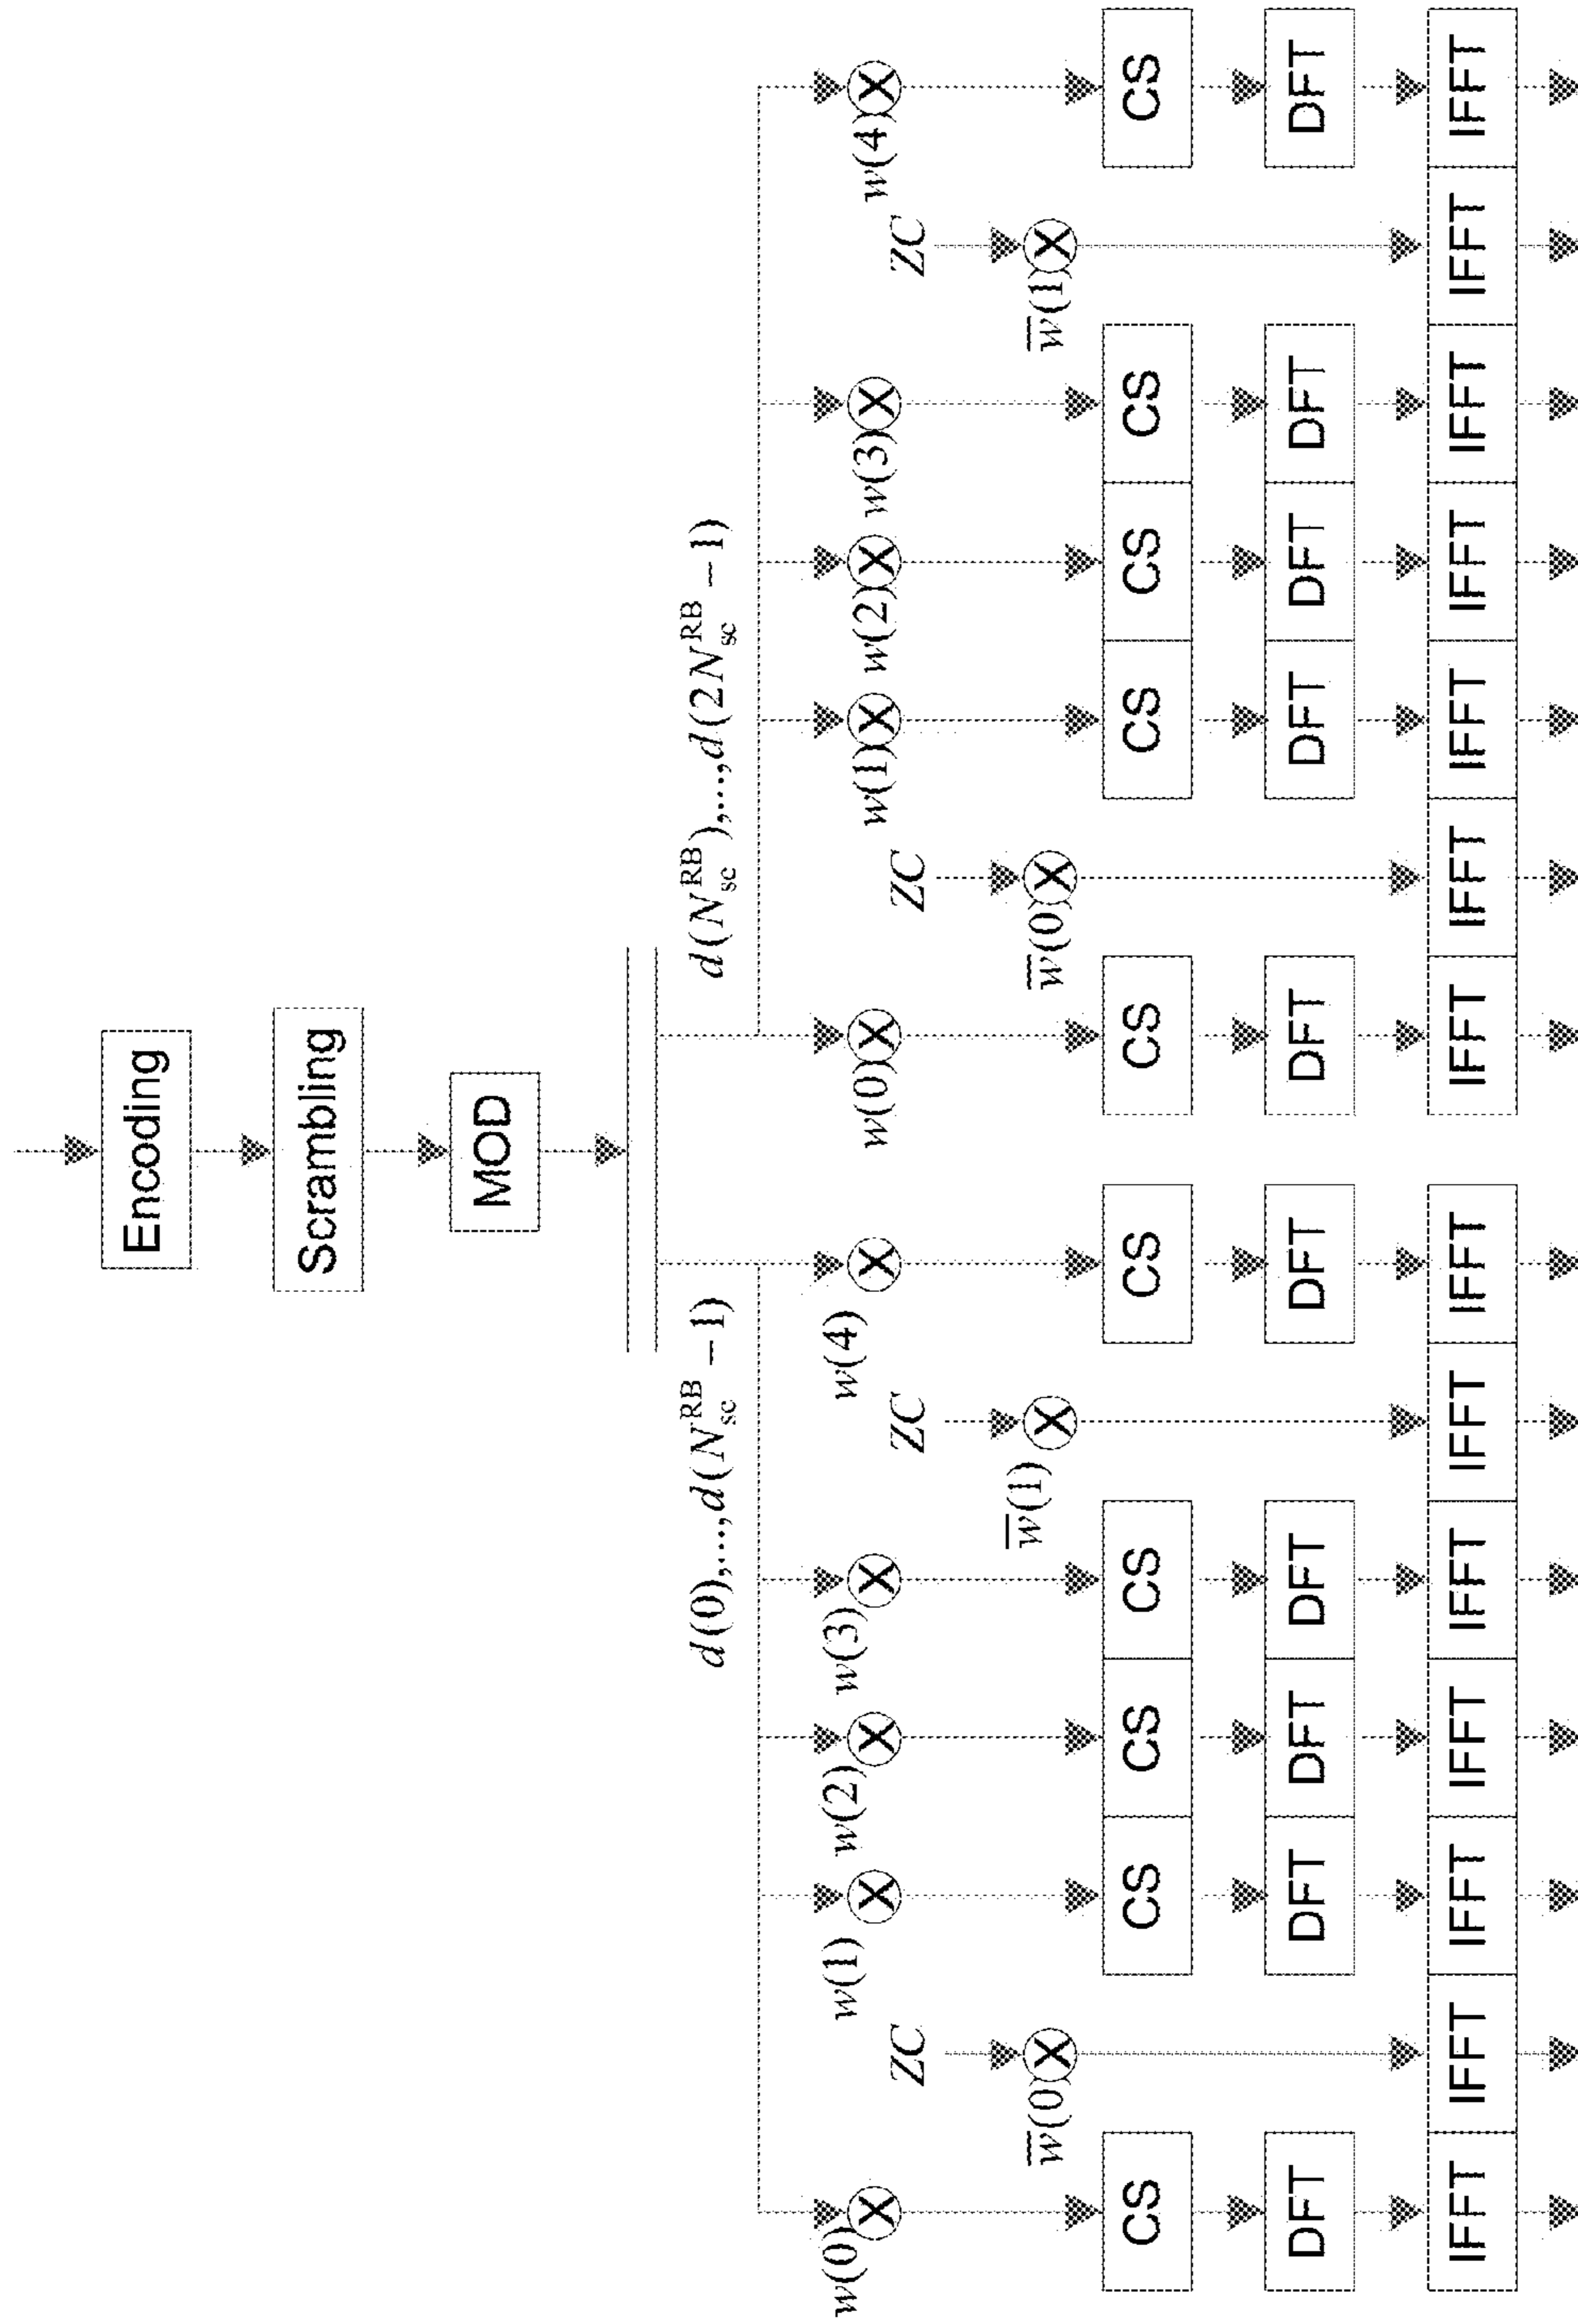 Encoding
Scrambling
MOD
d(0),...,d(N_sc^RB −1) d(N_sc^RB),...,d(2N_sc^RB −1)
w(0) w(1) w(2) w(3) w(4) w(0) w(1) w(2) w(3) w(4)
ZC ZC ZC ZC
w̅(0) w̅(1) w̅(0) w̅(1)
CS CS CS CS CS CS CS CS CS CS
DFT DFT DFT DFT DFT DFT DFT DFT DFT DFT
IFFT IFFT IFFT IFFT IFFT IFFT IFFT IFFT IFFT IFFT IFFT IFFT IFFT IFFT